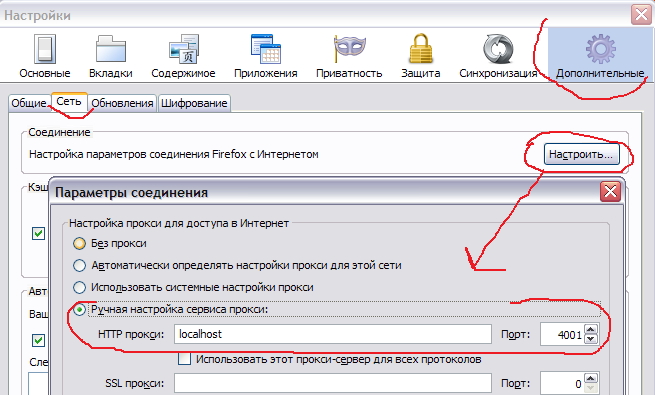 Настройки
Основные Вкладки Содержимое Приложения Приватность Защита Синхронизация Дополнительные
Общие Сеть Обновления Шифрование
Соединение
Настройка параметров соединения Firefox с Интернетом Настроить...
Кэш
Параметры соединения
Настройка прокси для доступа в Интернет
Без прокси
Автоматически определять настройки прокси для этой сети
Использовать системные настройки прокси
Авто
Ручная настройка сервиса прокси:
Ваш
HTTP прокси: localhost Порт: 4001
Использовать этот прокси-сервер для всех протоколов
Сле
SSL прокси: Порт: 0